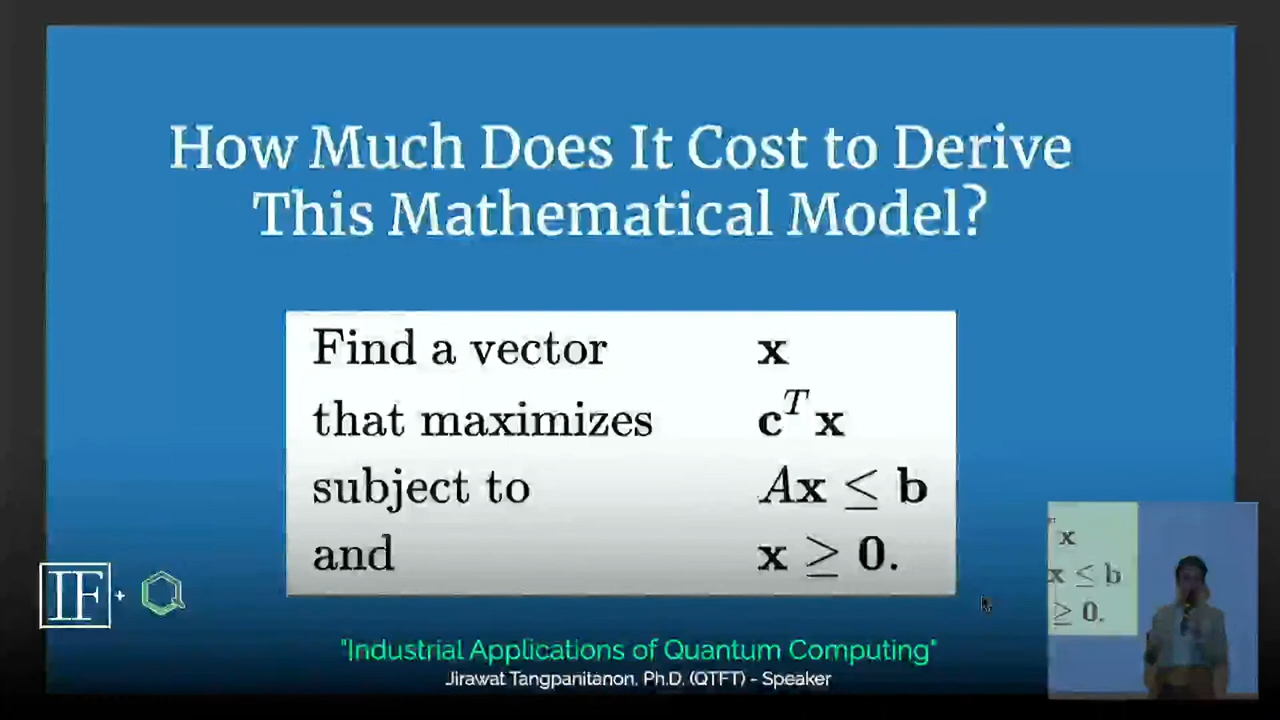 How Much Does It Cost to Derive
This Mathematical Model?
Find a vector x
that maximizes cᵀx
subject to Ax ≤ b
and x ≥ 0.
x
x ≤ b
≥ 0.
IF + Q
"Industrial Applications of Quantum Computing"
Jirawat Tangpanitanon, Ph.D. (QTFT) - Speaker